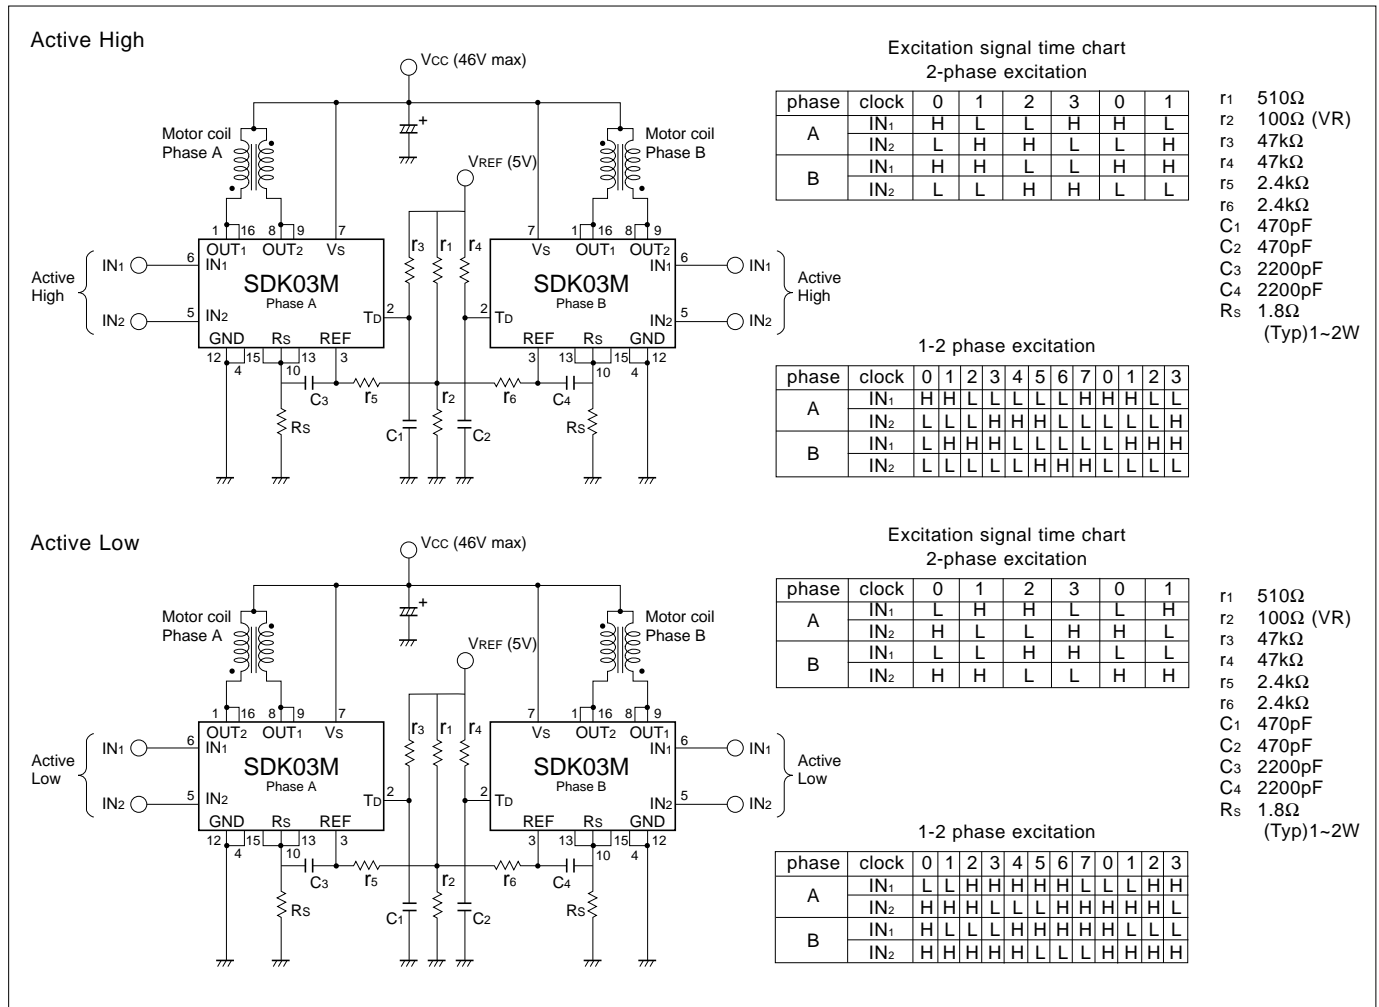 Active High
VCC (46V max)
Motor coil
Phase A
Motor coil
Phase B
VREF (5V)
1 16 8 9 7
r3 r1 r4
7 1 16 8 9
OUT1 OUT2 VS
VS OUT1 OUT2
Active
High
IN1 6 IN1
IN2 5 IN2
SDK03M
Phase A
TD 2
2 TD
SDK03M
Phase B
IN1 6 IN1
IN2 5 IN2
Active
High
GND RS REF
REF RS GND
12 4 15 10 13 3
3 13 10 15 4 12
C3 r5 r2 r6 C4
RS C1 C2 RS
Excitation signal time chart
2-phase excitation
phase clock 0 1 2 3 0 1
A IN1 H L L H H L
IN2 L H H L L H
B IN1 H H L L H H
IN2 L L H H L L
1-2 phase excitation
phase clock 0 1 2 3 4 5 6 7 0 1 2 3
A IN1 H H L L L L L H H H L L
IN2 L L L H H H L L L L L H
B IN1 L H H H L L L L L H H H
IN2 L L L L L H H H L L L L
r1 510Ω
r2 100Ω (VR)
r3 47kΩ
r4 47kΩ
r5 2.4kΩ
r6 2.4kΩ
C1 470pF
C2 470pF
C3 2200pF
C4 2200pF
RS 1.8Ω
(Typ)1~2W
Active Low
VCC (46V max)
Motor coil
Phase A
Motor coil
Phase B
VREF (5V)
1 16 8 9 7
r3 r1 r4
7 1 16 8 9
OUT2 OUT1 VS
VS OUT2 OUT1
Active
Low
IN1 6 IN1
IN2 5 IN2
SDK03M
Phase A
TD 2
2 TD
SDK03M
Phase B
IN1 6 IN1
IN2 5 IN2
Active
Low
GND RS REF
REF RS GND
12 4 15 10 13 3
3 13 10 15 4 12
C3 r5 r2 r6 C4
RS C1 C2 RS
Excitation signal time chart
2-phase excitation
phase clock 0 1 2 3 0 1
A IN1 L H H L L H
IN2 H L L H H L
B IN1 L L H H L L
IN2 H H L L H H
1-2 phase excitation
phase clock 0 1 2 3 4 5 6 7 0 1 2 3
A IN1 L L H H H H H L L L H H
IN2 H H H L L L H H H H H L
B IN1 H L L L H H H H H L L L
IN2 H H H H H L L L H H H H
r1 510Ω
r2 100Ω (VR)
r3 47kΩ
r4 47kΩ
r5 2.4kΩ
r6 2.4kΩ
C1 470pF
C2 470pF
C3 2200pF
C4 2200pF
RS 1.8Ω
(Typ)1~2W